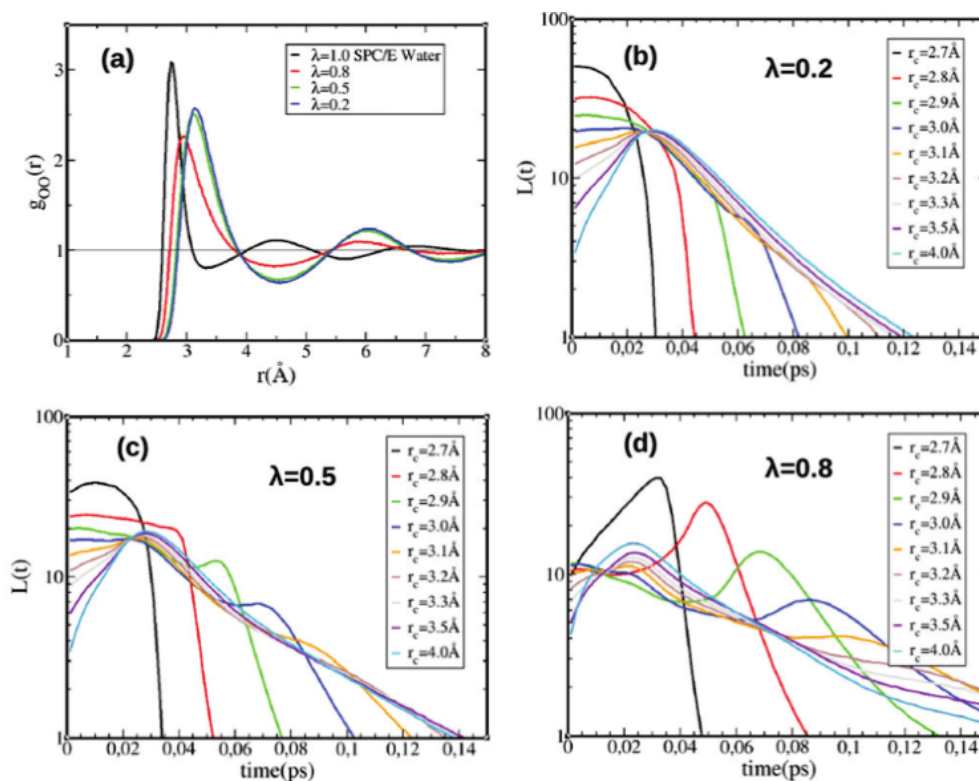 (a)
λ=1.0 SPC/E Water
λ=0.8
λ=0.5
λ=0.2
3
2
1
0
g_OO(r)
1 2 3 4 5 6 7 8
r(Å)
(b)
λ=0.2
r_c=2.7Å
r_c=2.8Å
r_c=2.9Å
r_c=3.0Å
r_c=3.1Å
r_c=3.2Å
r_c=3.3Å
r_c=3.5Å
r_c=4.0Å
100
10
1
L(t)
0 0,02 0,04 0,06 0,08 0,1 0,12 0,14
time(ps)
(c)
λ=0.5
r_c=2.7Å
r_c=2.8Å
r_c=2.9Å
r_c=3.0Å
r_c=3.1Å
r_c=3.2Å
r_c=3.3Å
r_c=3.5Å
r_c=4.0Å
100
10
1
L(t)
0 0,02 0,04 0,06 0,08 0,1 0,12 0,14
time(ps)
(d)
λ=0.8
r_c=2.7Å
r_c=2.8Å
r_c=2.9Å
r_c=3.0Å
r_c=3.1Å
r_c=3.2Å
r_c=3.3Å
r_c=3.5Å
r_c=4.0Å
100
10
1
L(t)
0 0,02 0,04 0,06 0,08 0,1 0,12 0,14
time(ps)